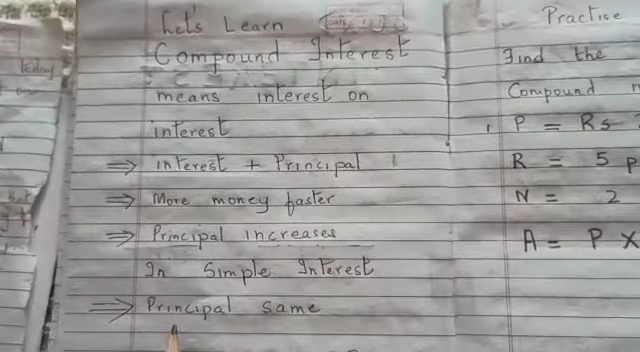 Let's Learn
Compound Interest
means interest on
interest
⇒ interest + Principal
⇒ More money faster
⇒ Principal increases
In Simple Interest
⇒ Principal same
Practise
Find the
Compound
P = Rs
R = 5 p
N = 2
A = P X